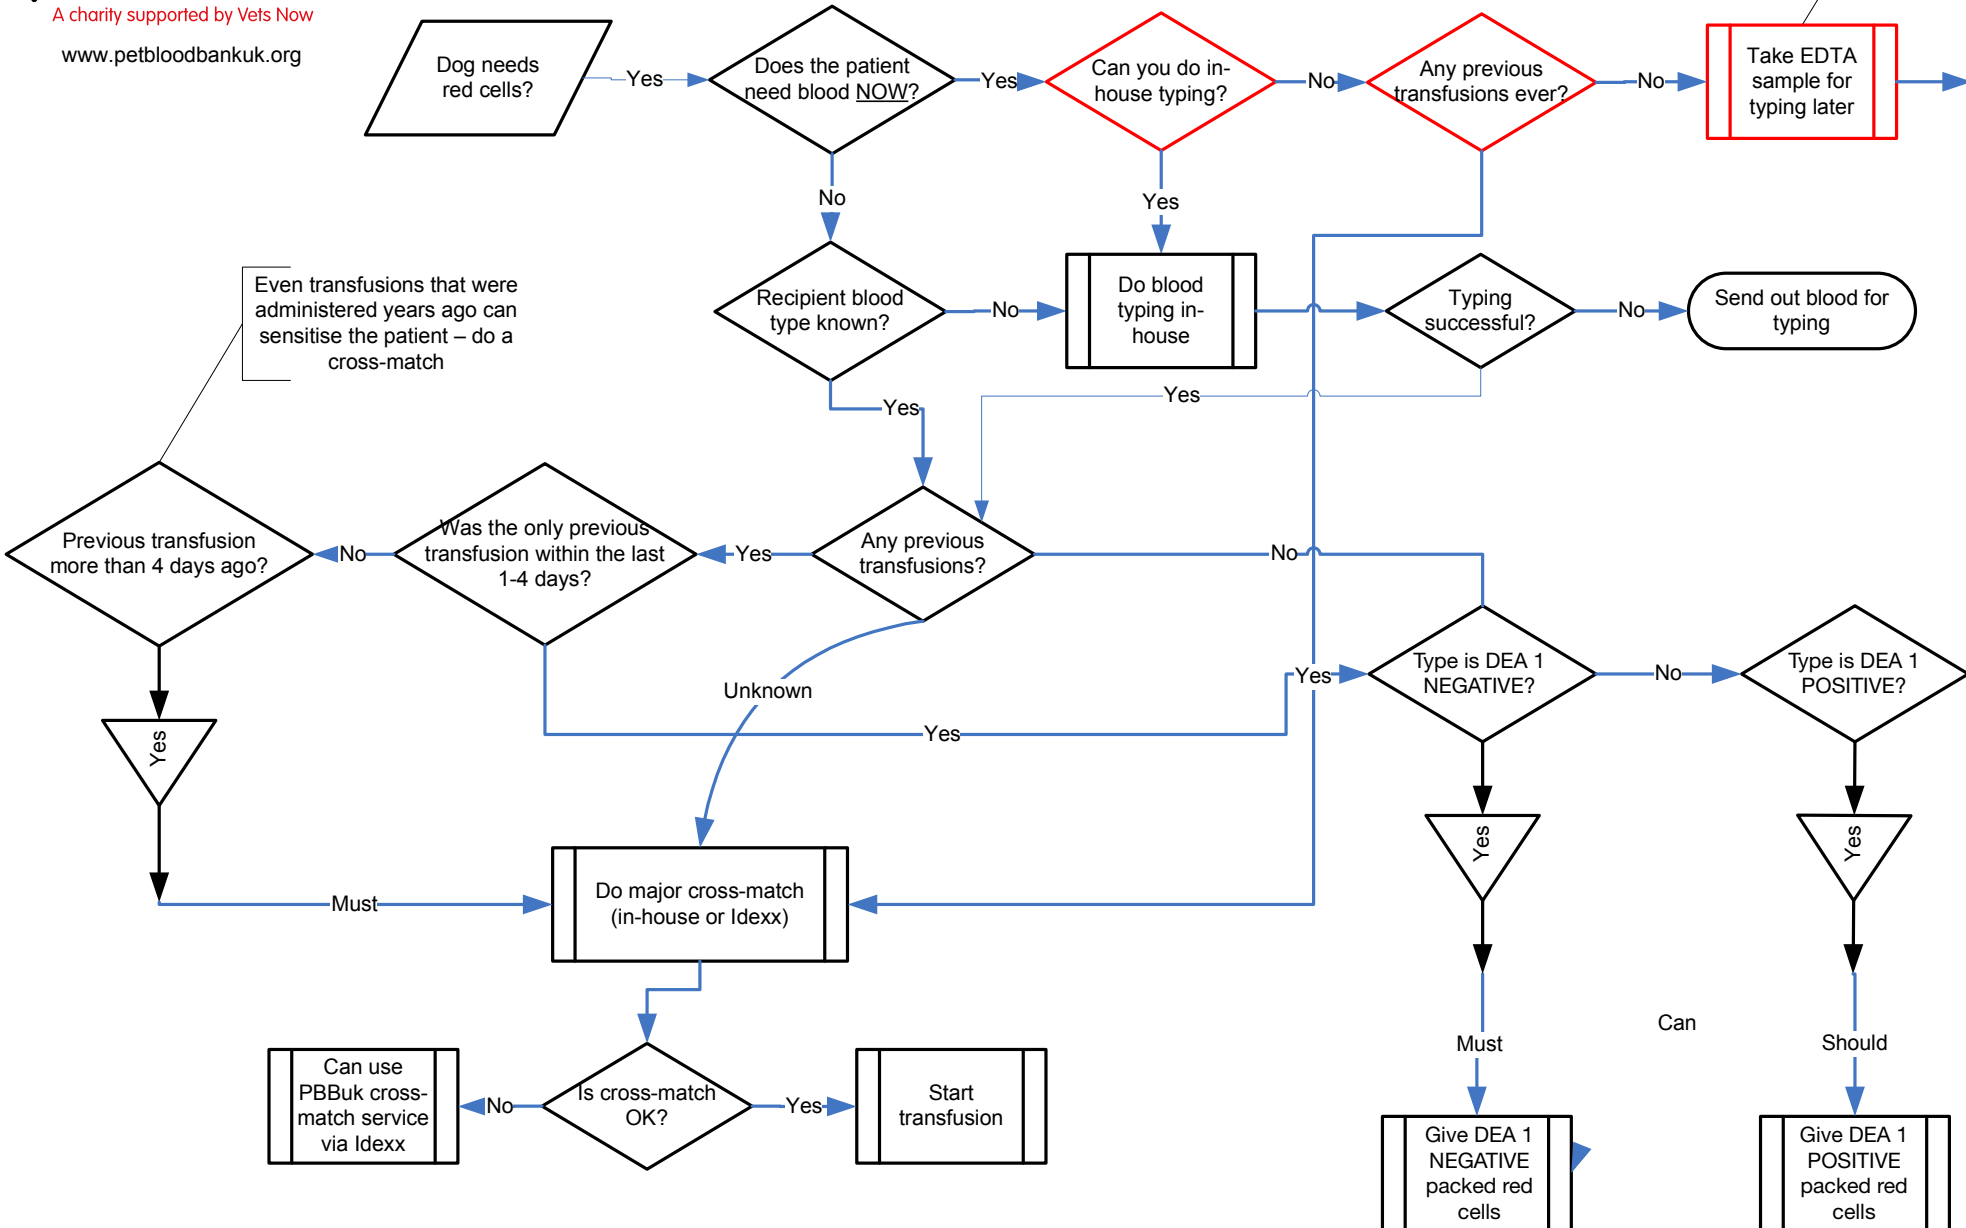 A charity supported by Vets Now
www.petbloodbankuk.org
Dog needs
red cells?
Yes
Does the patient
need blood NOW?
Yes
Can you do in-
house typing?
No
Any previous
transfusions ever?
No
Take EDTA
sample for
typing later
No
Yes
Even transfusions that were
administered years ago can
sensitise the patient – do a
cross-match
Recipient blood
type known?
No
Do blood
typing in-
house
Typing
successful?
No
Send out blood for
typing
Yes
Yes
Previous transfusion
more than 4 days ago?
No
Was the only previous
transfusion within the last
1-4 days?
Yes
Any previous
transfusions?
No
Unknown
Yes
Type is DEA 1
NEGATIVE?
No
Type is DEA 1
POSITIVE?
Yes
Yes
Yes
Yes
Must
Do major cross-match
(in-house or Idexx)
Must
Can
Should
Can use
PBBuk cross-
match service
via Idexx
No
Is cross-match
OK?
Yes
Start
transfusion
Give DEA 1
NEGATIVE
packed red
cells
Give DEA 1
POSITIVE
packed red
cells